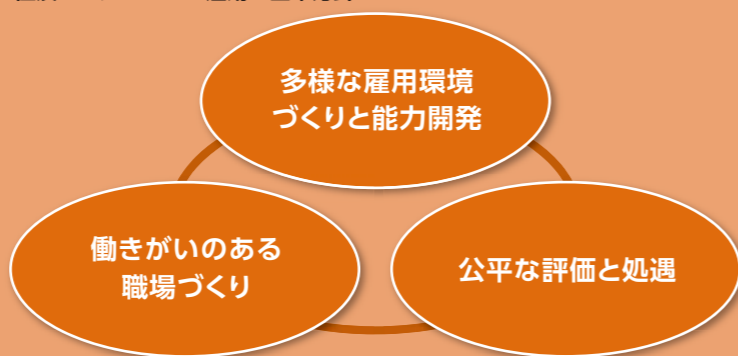 多様な雇用環境
づくりと能力開発
働きがいのある
職場づくり
公平な評価と処遇